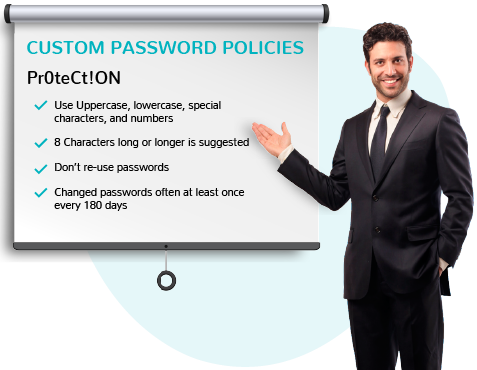 CUSTOM PASSWORD POLICIES
Pr0teCt!ON
Use Uppercase, lowercase, special
characters, and numbers
8 Characters long or longer is suggested
Don't re-use passwords
Changed passwords often at least once
every 180 days